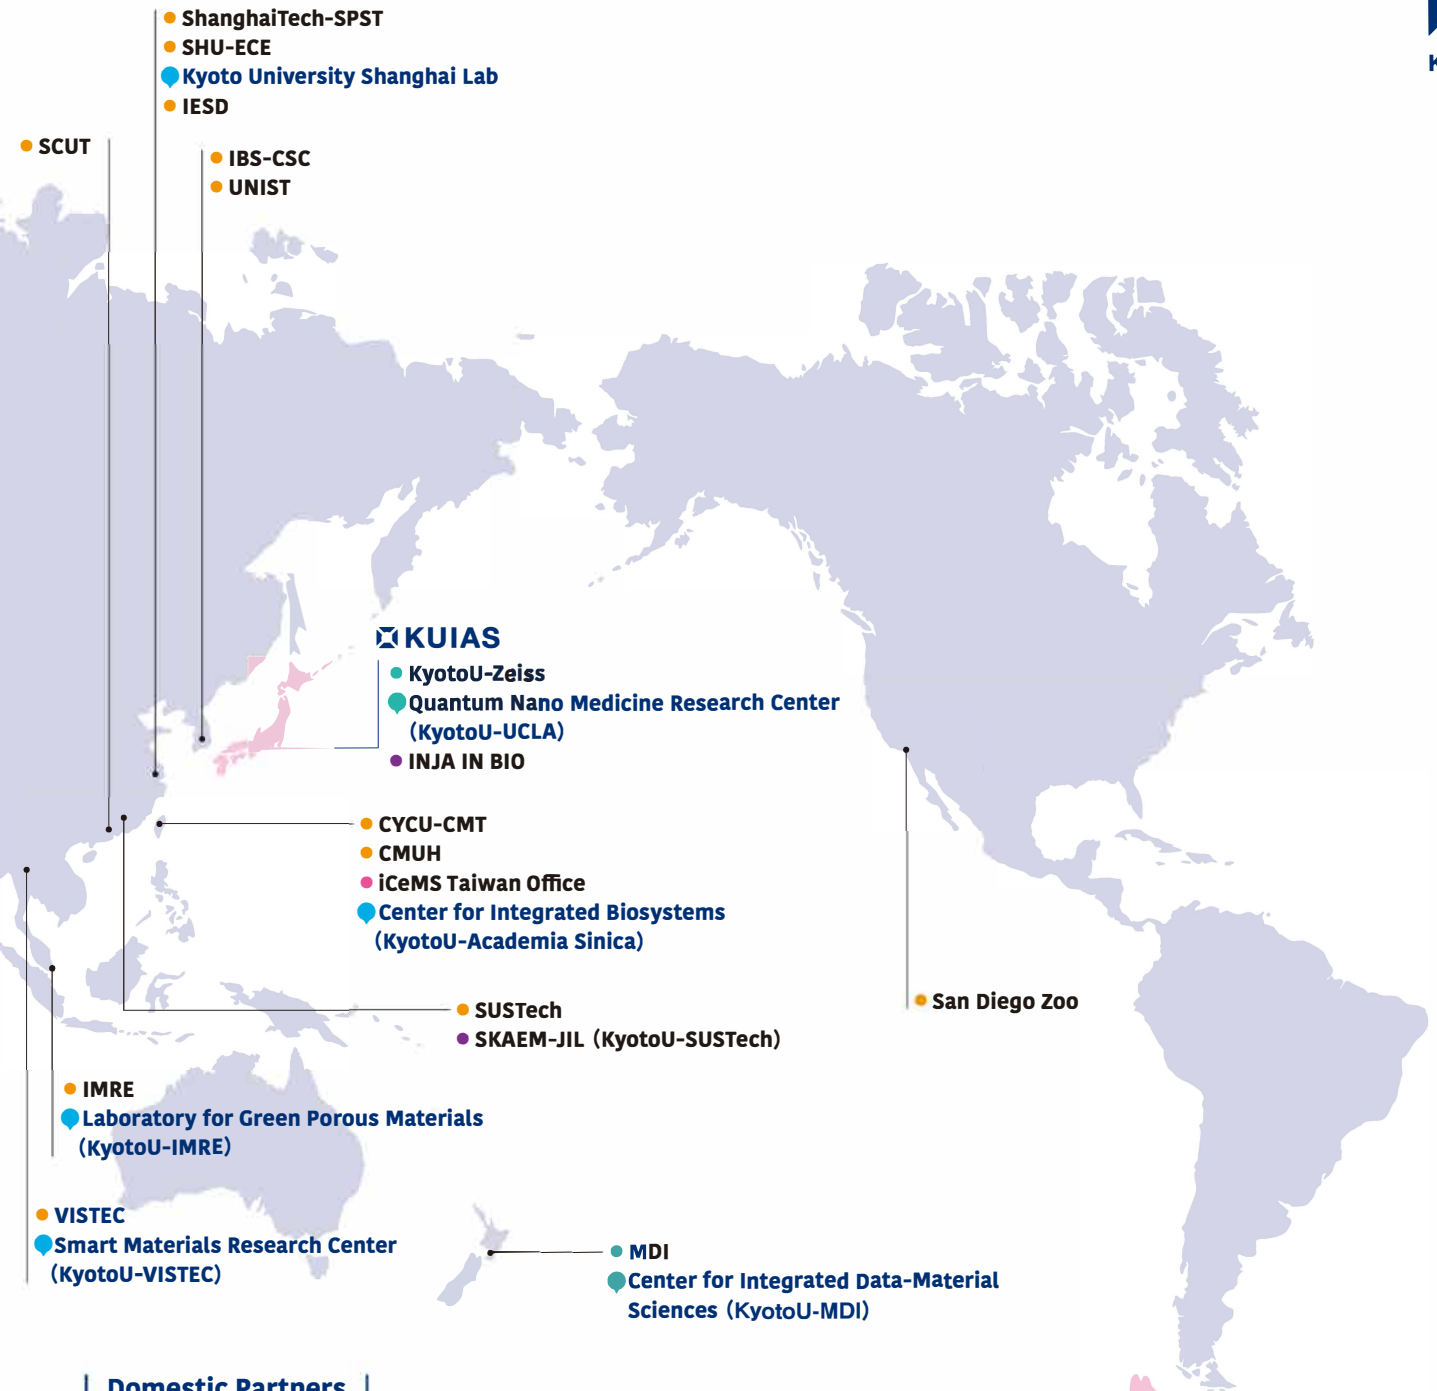 ShanghaiTech-SPST
SHU-ECE
Kyoto University Shanghai Lab
IESD
SCUT
IBS-CSC
UNIST
KUIAS
KyotoU-Zeiss
Quantum Nano Medicine Research Center
(KyotoU-UCLA)
INJA IN BIO
CYCU-CMT
CMUH
iCeMS Taiwan Office
Center for Integrated Biosystems
(KyotoU-Academia Sinica)
San Diego Zoo
SUSTech
SKAEM-JIL (KyotoU-SUSTech)
IMRE
Laboratory for Green Porous Materials
(KyotoU-IMRE)
VISTEC
Smart Materials Research Center
(KyotoU-VISTEC)
MDI
Center for Integrated Data-Material
Sciences (KyotoU-MDI)
Domestic Partners